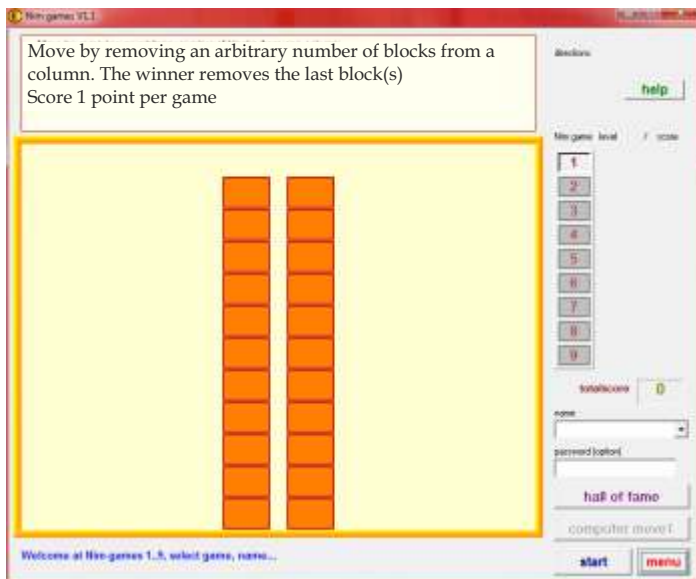 Nim games V1.1
Move by removing an arbitrary number of blocks from a
column. The winner removes the last block(s)
Score 1 point per game
directions
help
Nim game level / score
1
2
3
4
5
6
7
8
9
totalscore 0
name
password (option)
hall of fame
computer move1
Welcome at Nim-games 1..9, select game, name...
start menu